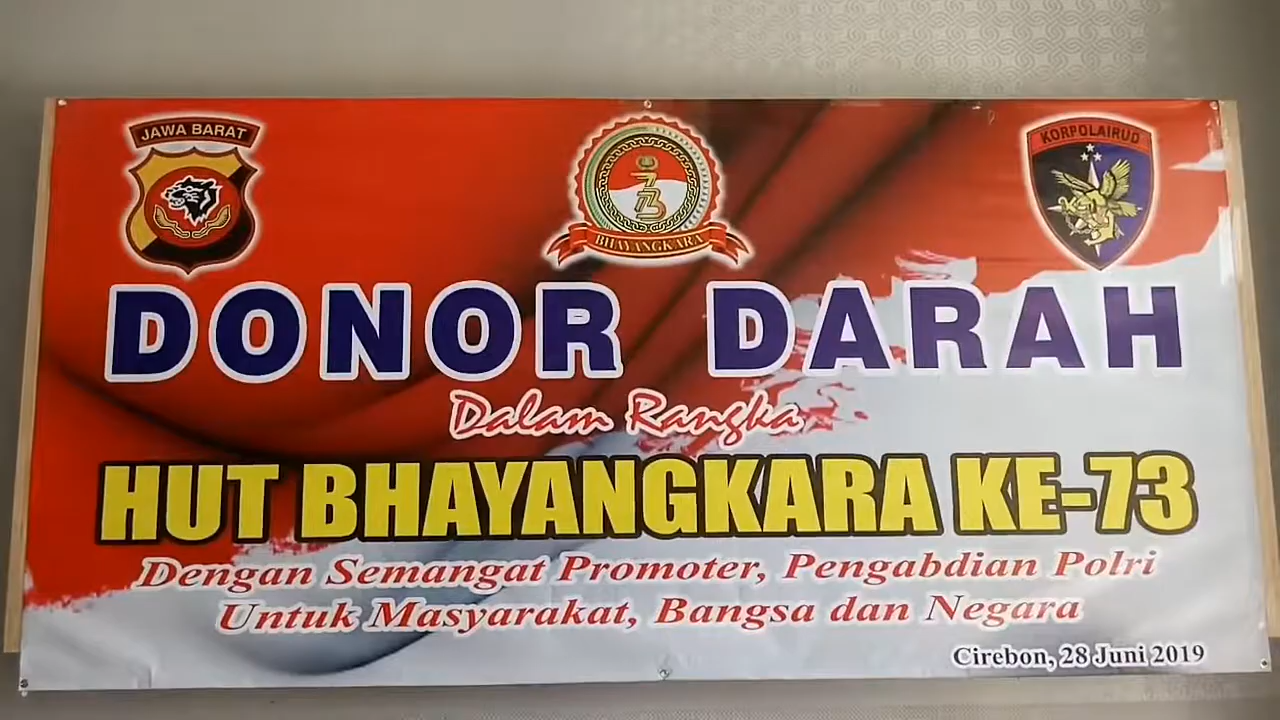 JAWA BARAT
KORPOLAIRUD
73
BHAYANGKARA
DONOR DARAH
Dalam Rangka
HUT BHAYANGKARA KE-73
Dengan Semangat Promoter, Pengabdian Polri
Untuk Masyarakat, Bangsa dan Negara
Cirebon, 28 Juni 2019